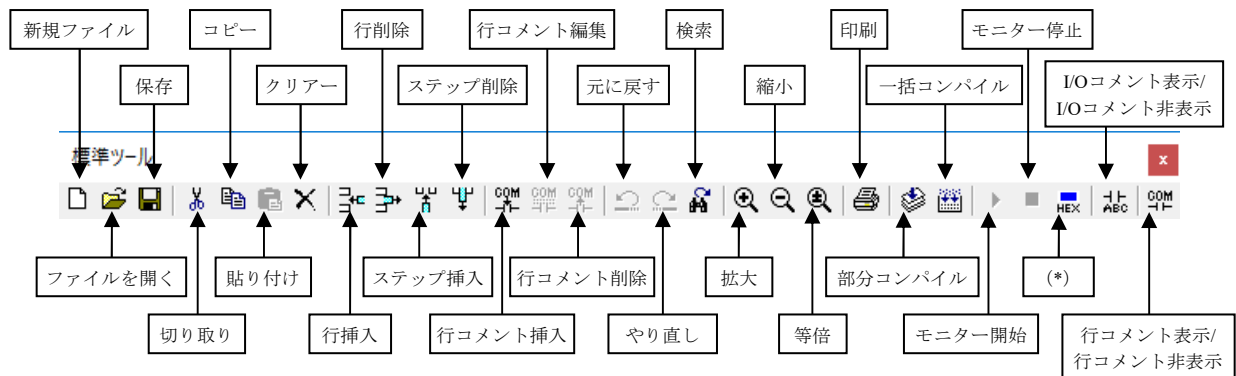 新規ファイル
コピー
行削除
行コメント編集
検索
印刷
モニター停止
保存
クリアー
ステップ削除
元に戻す
縮小
一括コンパイル
I/Oコメント表示/
I/Oコメント非表示
標準ツール
x
COM
COM
COM
HEX
ABC
COM
ファイルを開く
貼り付け
ステップ挿入
行コメント削除
拡大
部分コンパイル
(*)
切り取り
行挿入
行コメント挿入
やり直し
等倍
モニター開始
行コメント表示/
行コメント非表示